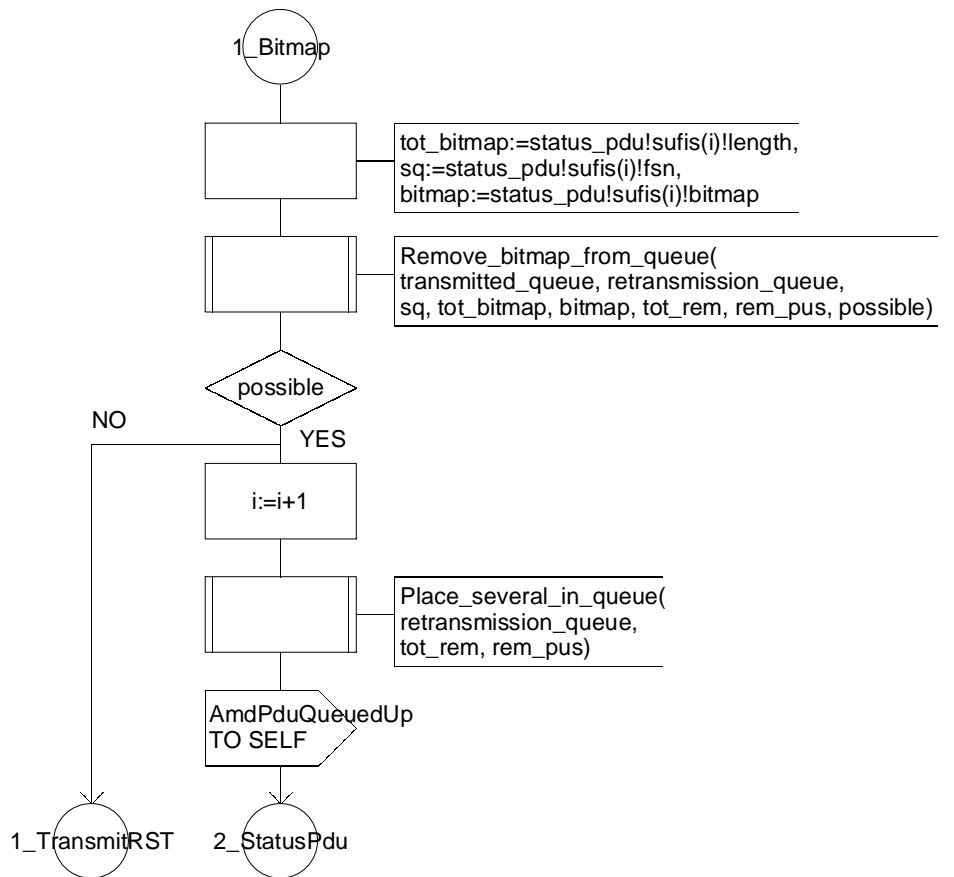 1_Bitmap
tot_bitmap:=status_pdu!sufis(i)!length,
sq:=status_pdu!sufis(i)!fsn,
bitmap:=status_pdu!sufis(i)!bitmap
Remove_bitmap_from_queue(
transmitted_queue, retransmission_queue,
sq, tot_bitmap, bitmap, tot_rem, rem_pus, possible)
possible
NO
YES
i:=i+1
Place_several_in_queue(
retransmission_queue,
tot_rem, rem_pus)
AmdPduQueuedUp
TO SELF
1_TransmitRST
2_StatusPdu